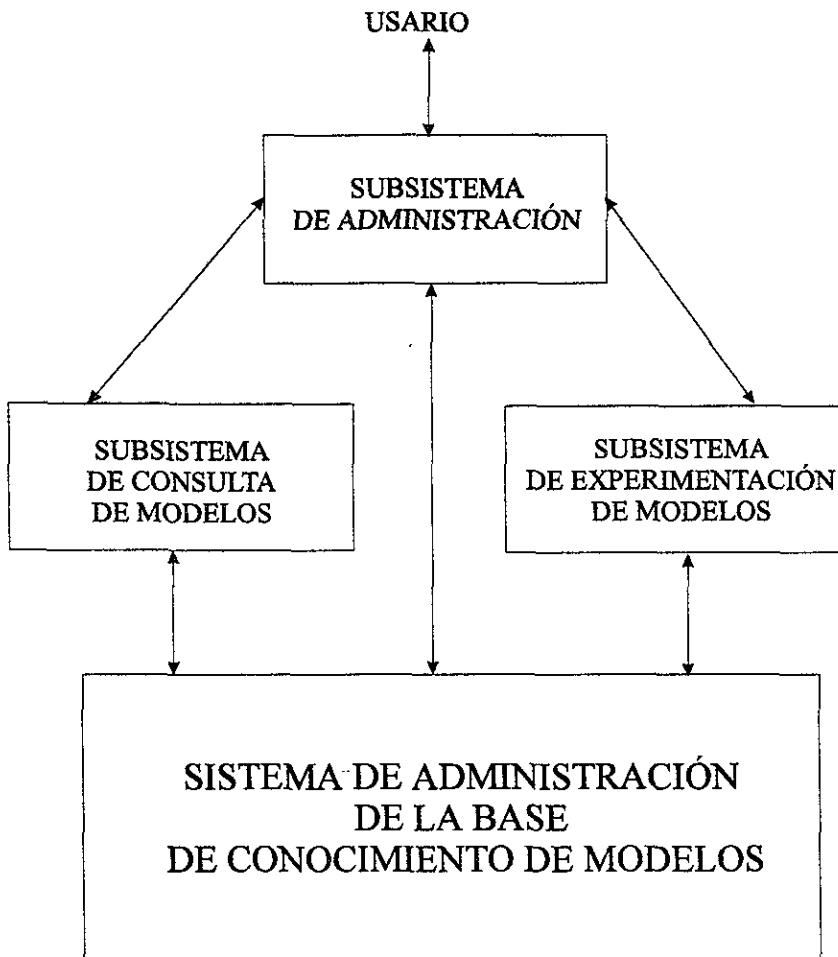 USARIO
SUBSISTEMA
DE ADMINISTRACIÓN
SUBSISTEMA
DE CONSULTA
DE MODELOS
SUBSISTEMA
DE EXPERIMENTACIÓN
DE MODELOS
SISTEMA DE ADMINISTRACIÓN
DE LA BASE
DE CONOCIMIENTO DE MODELOS